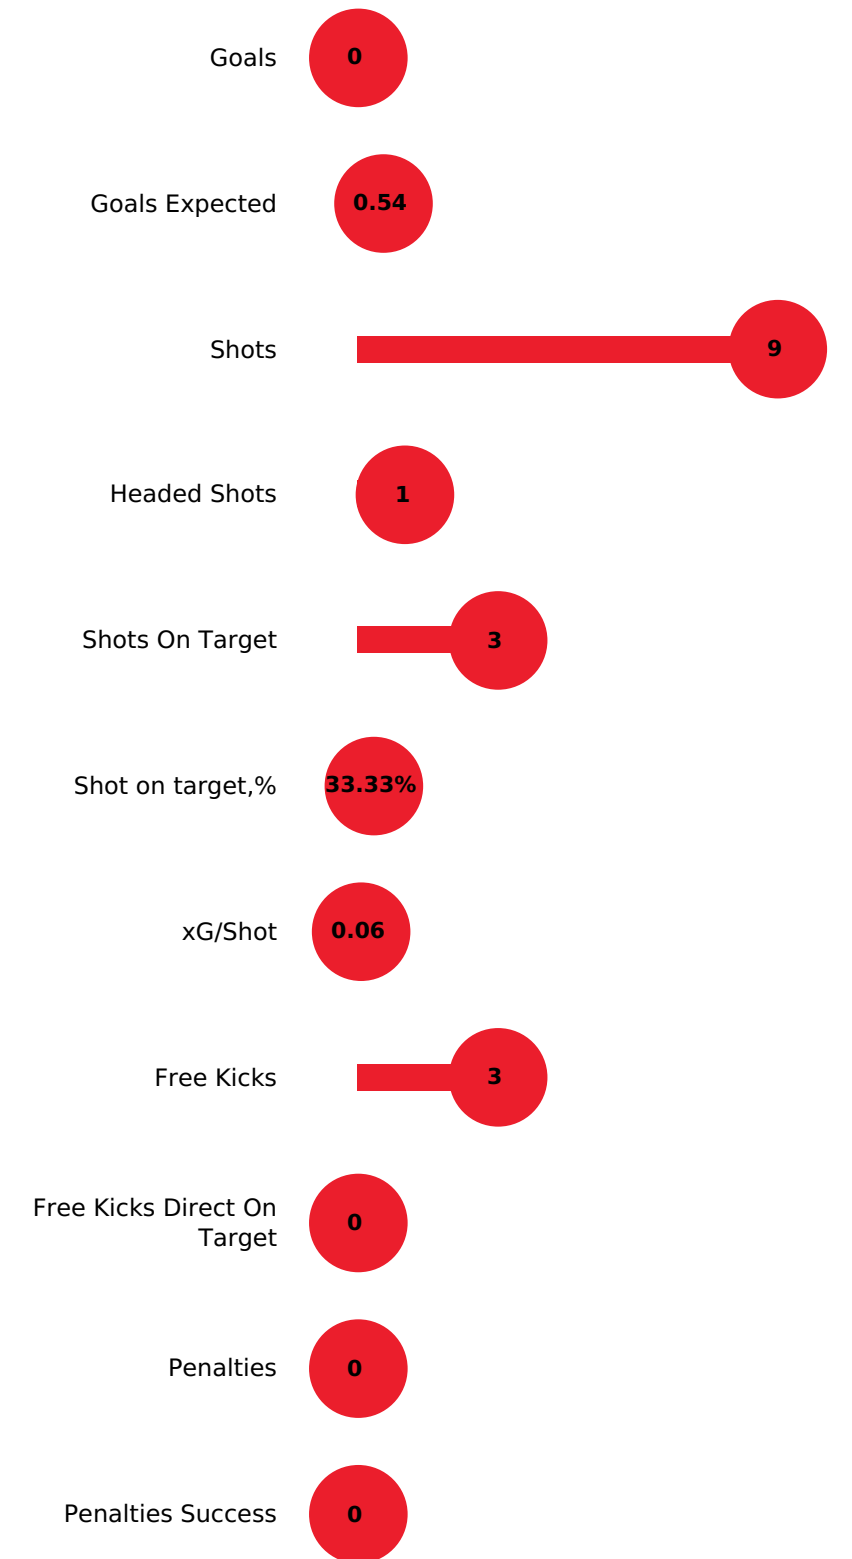 Goals 0
Goals Expected 0.54
Shots 9
Headed Shots 1
Shots On Target 3
Shot on target,% 33.33%
xG/Shot 0.06
Free Kicks 3
Free Kicks Direct On
Target 0
Penalties 0
Penalties Success 0